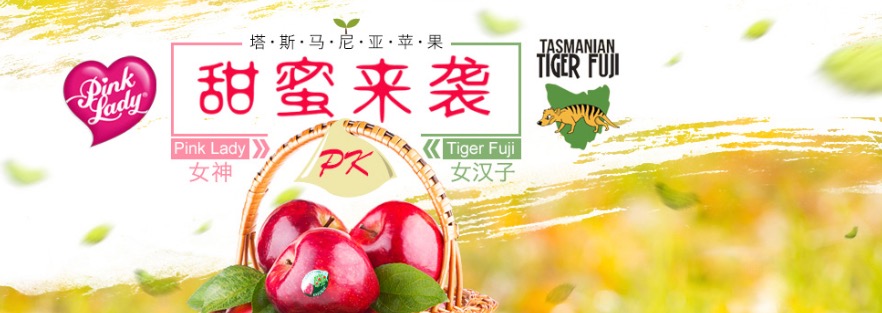 塔·斯·马·尼·亚·苹·果
甜蜜来袭
Pink Lady
TASMANIAN
TIGER FUJI
Pink Lady
PK
Tiger Fuji
女神
女汉子